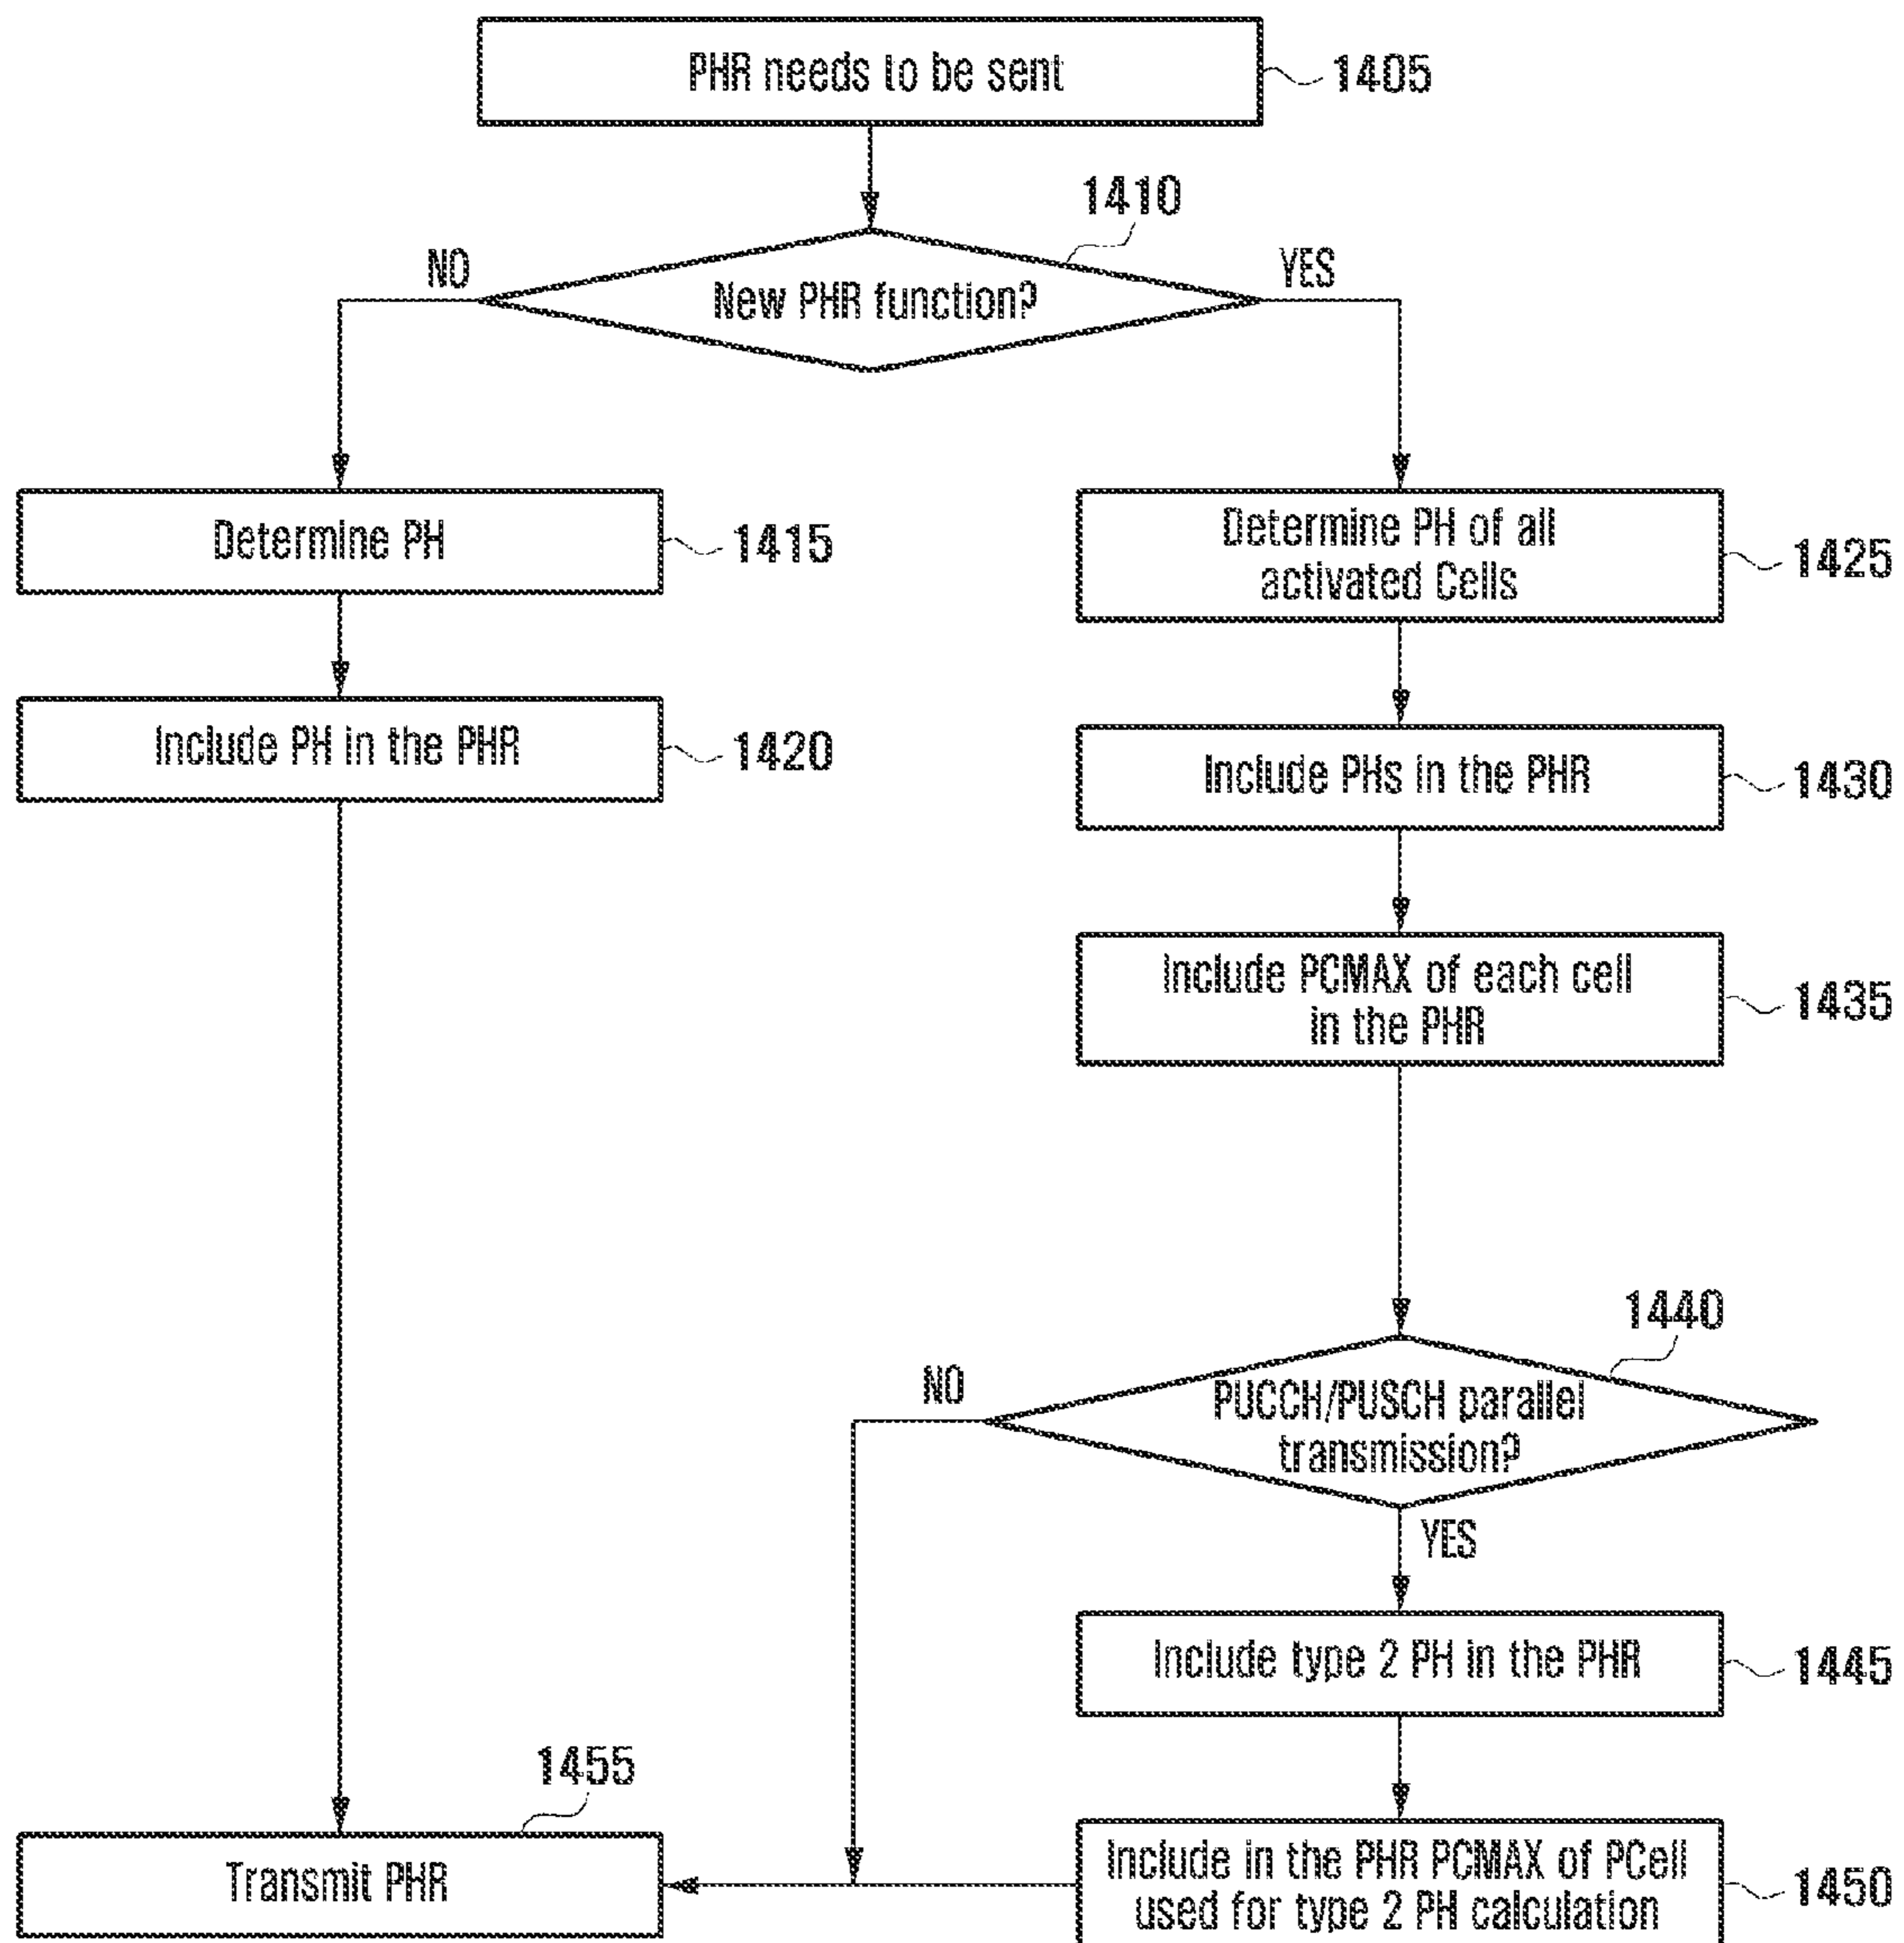 PHR needs to be sent
1405
1410
NO
YES
New PHR function?
Determine PH
1415
Determine PH of all
activated Cells
1425
Include PH in the PHR
1420
Include PHs in the PHR
1430
Include PCMAX of each cell
in the PHR
1435
1440
NO
PUCCH/PUSCH parallel
transmission?
YES
Include type 2 PH in the PHR
1445
1455
Transmit PHR
Include in the PHR PCMAX of PCell
used for type 2 PH calculation
1450